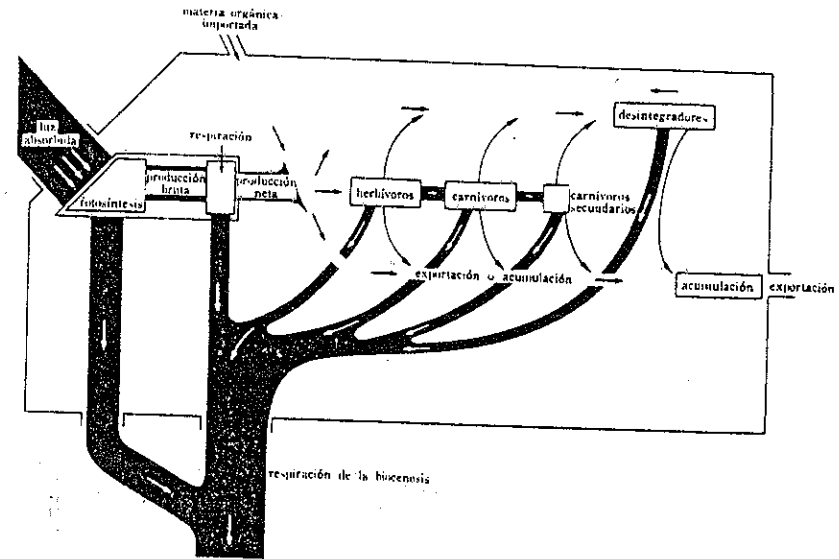 materia orgánica
importada
luz
absorbida
respiración
fotosíntesis
producción
bruta
producción
neta
herbívoros
carnívoros
carnívoros
secundarios
desintegradores
exportación o acumulación
acumulación
exportación
respiración de la biocenosis